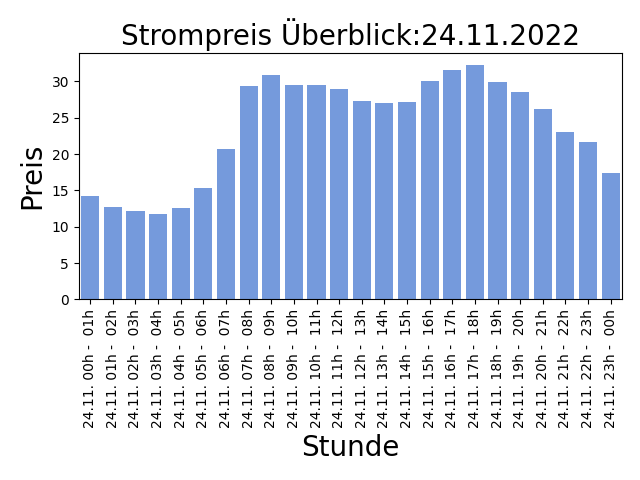 Strompreis Überblick:24.11.2022
Preis
30
25
20
15
10
5
0
24.11. 00h - 01h
24.11. 01h - 02h
24.11. 02h - 03h
24.11. 03h - 04h
24.11. 04h - 05h
24.11. 05h - 06h
24.11. 06h - 07h
24.11. 07h - 08h
24.11. 08h - 09h
24.11. 09h - 10h
24.11. 10h - 11h
24.11. 11h - 12h
24.11. 12h - 13h
24.11. 13h - 14h
24.11. 14h - 15h
24.11. 15h - 16h
24.11. 16h - 17h
24.11. 17h - 18h
24.11. 18h - 19h
24.11. 19h - 20h
24.11. 20h - 21h
24.11. 21h - 22h
24.11. 22h - 23h
24.11. 23h - 00h
Stunde